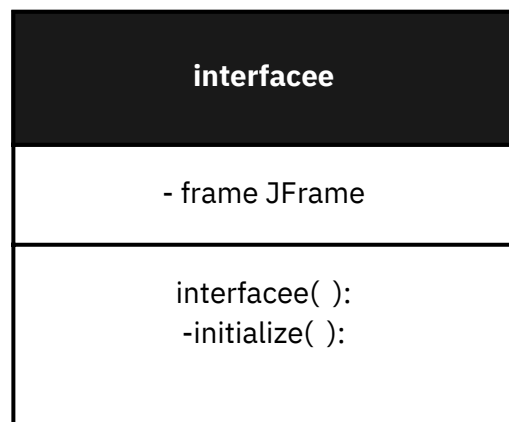 interfacee
- frame JFrame
interfacee(  ):
-initialize(  ):